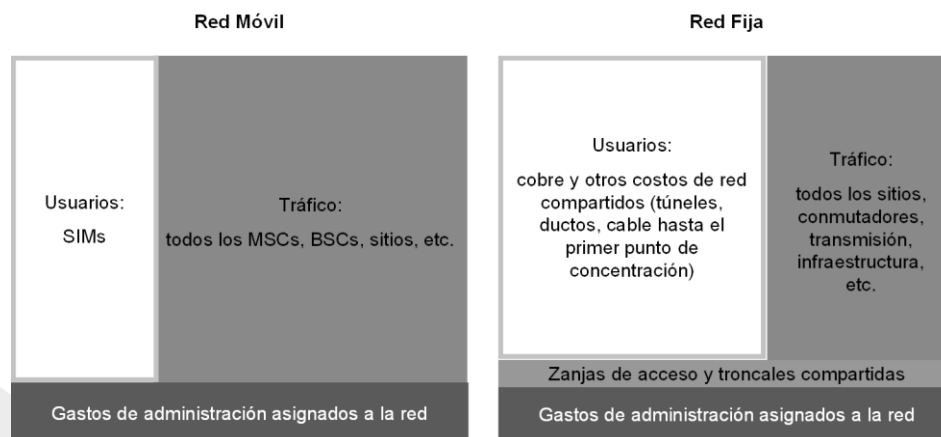 Red Móvil
Usuarios:
SIMs
Tráfico:
todos los MSCs, BSCs, sitios, etc.
Gastos de administración asignados a la red
Red Fija
Usuarios:
cobre y otros costos de red
compartidos (túneles,
ductos, cable hasta el
primer punto de
concentración)
Tráfico:
todos los sitios,
conmutadores,
transmisión,
infraestructura,
etc.
Zanjas de acceso y troncales compartidas
Gastos de administración asignados a la red